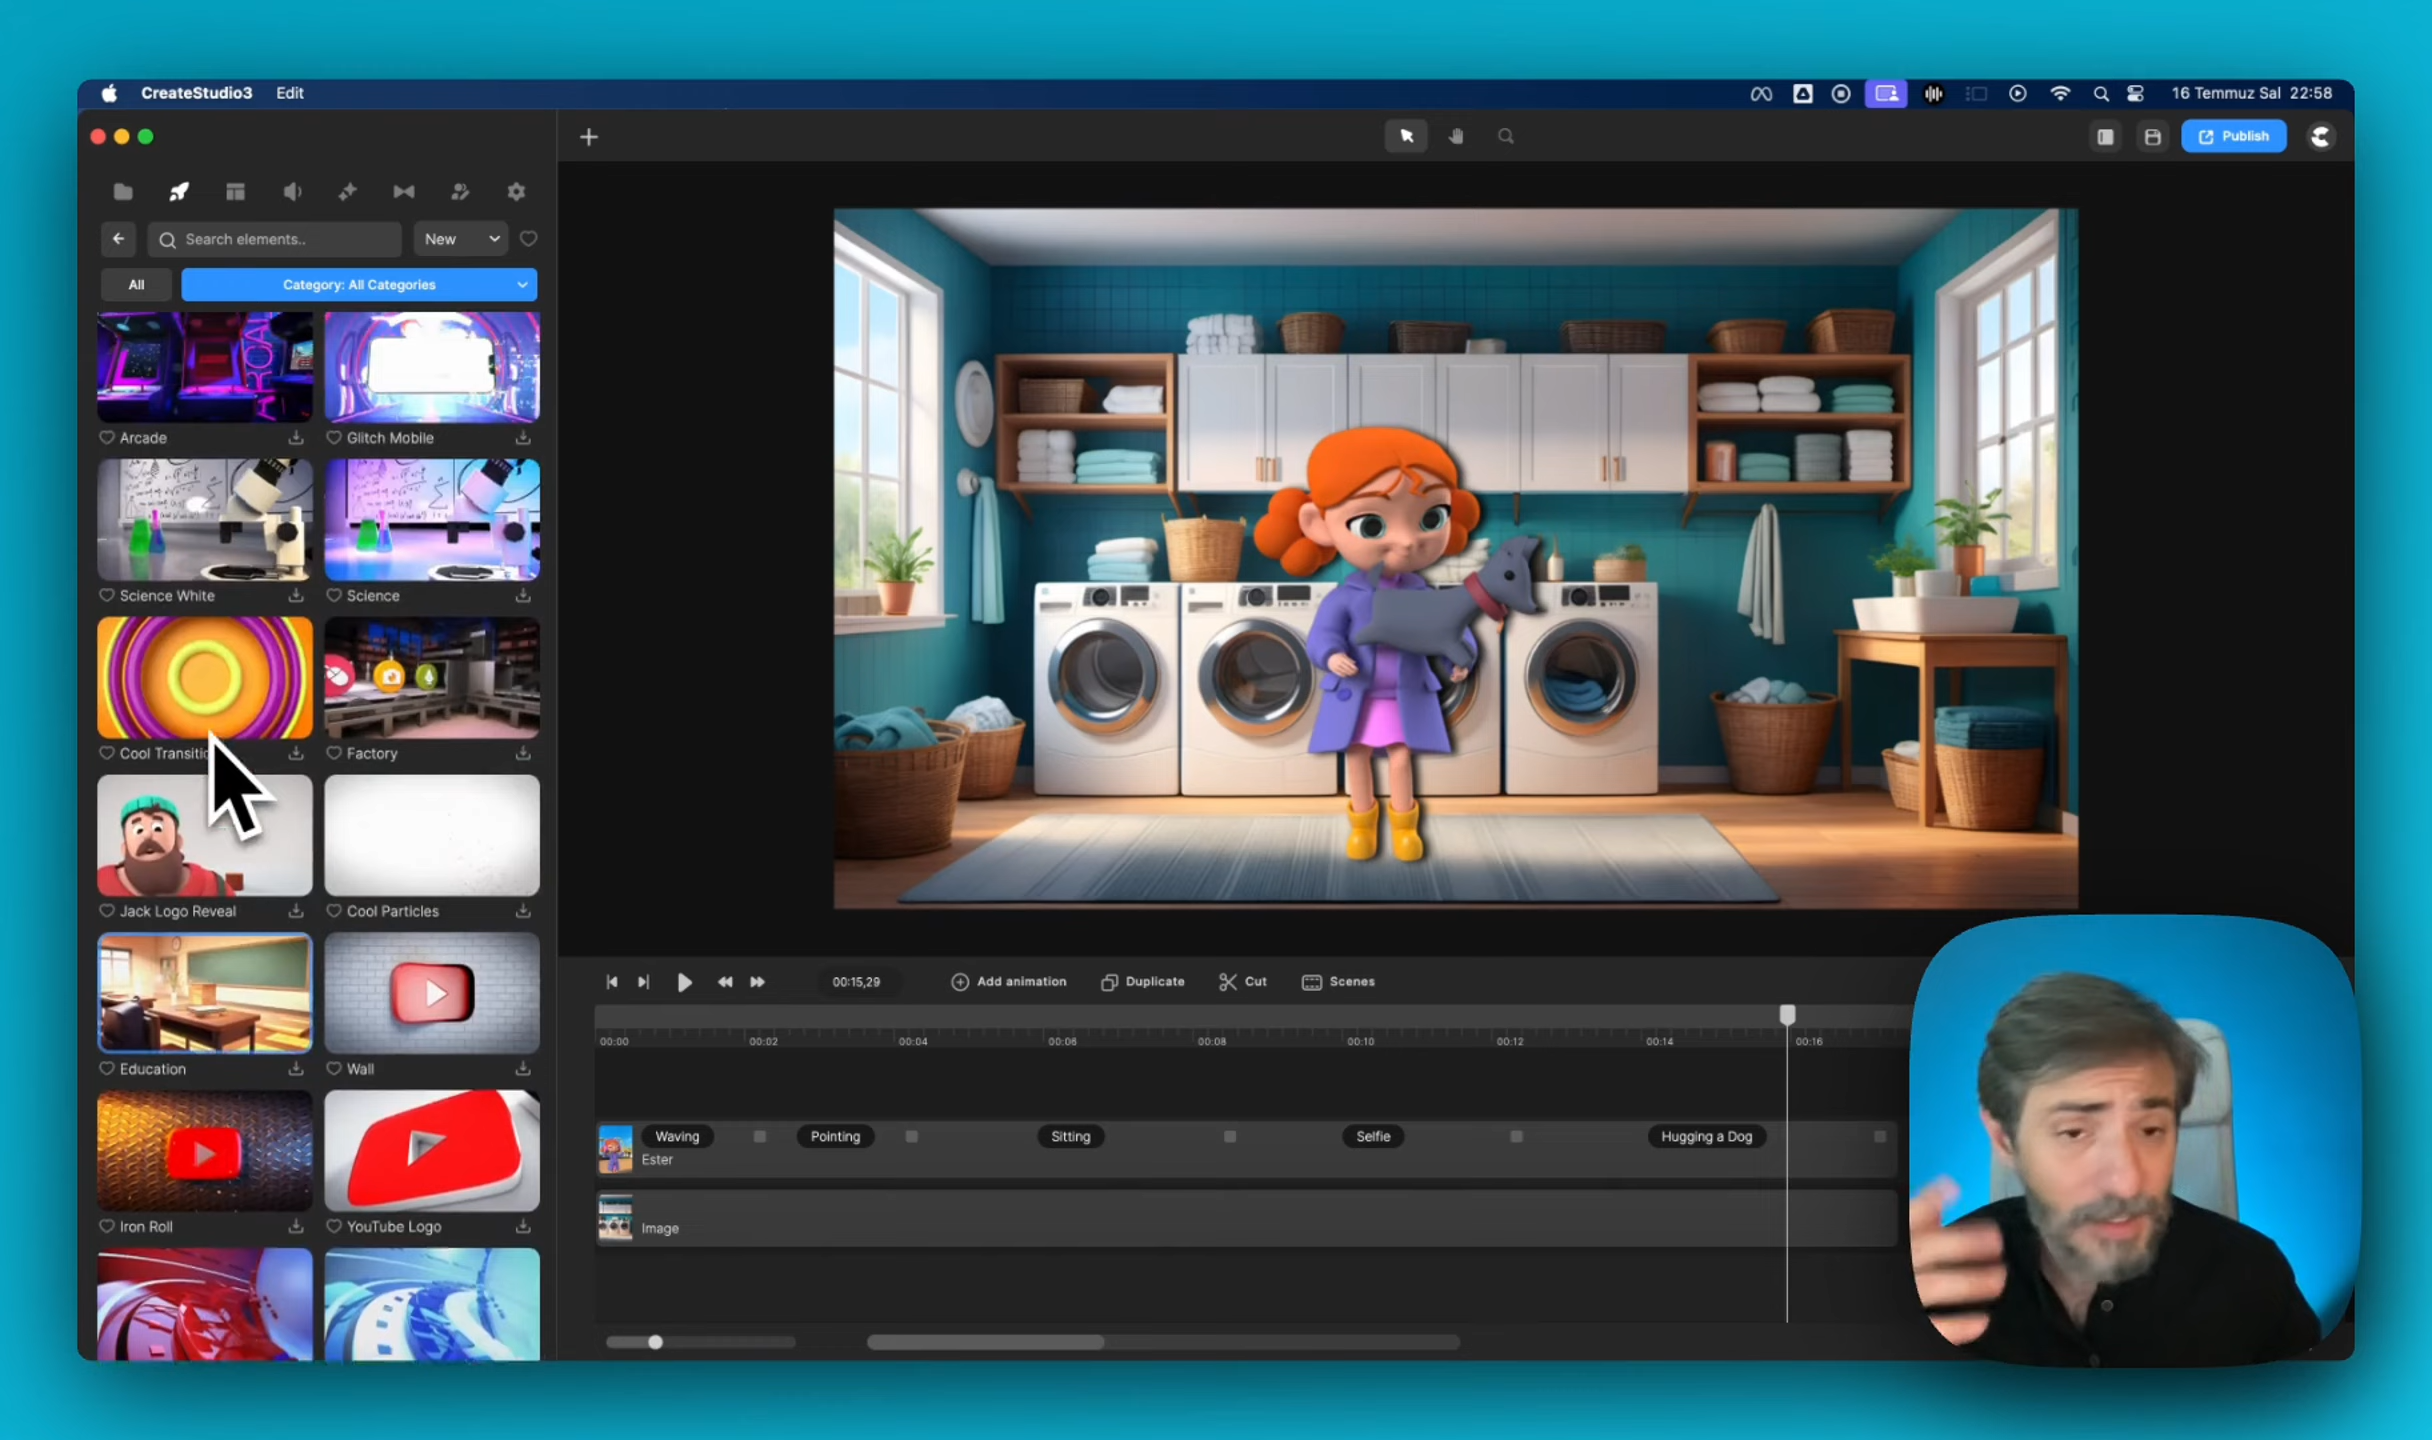 CreateStudio3 Edit 16 Temmuz Sal 22:58
Publish
Search elements.. New
All Category: All Categories
Arcade Glitch Mobile
Science White Science
Cool Transiti Factory
Jack Logo Reveal Cool Particles
Education Wall
Iron Roll YouTube Logo
00:15,29 Add animation Duplicate Cut Scenes
00:00 00:02 00:04 00:06 00:08 00:10 00:12 00:14 00:16
Waving Pointing Sitting Selfie Hugging a Dog
Ester
Image